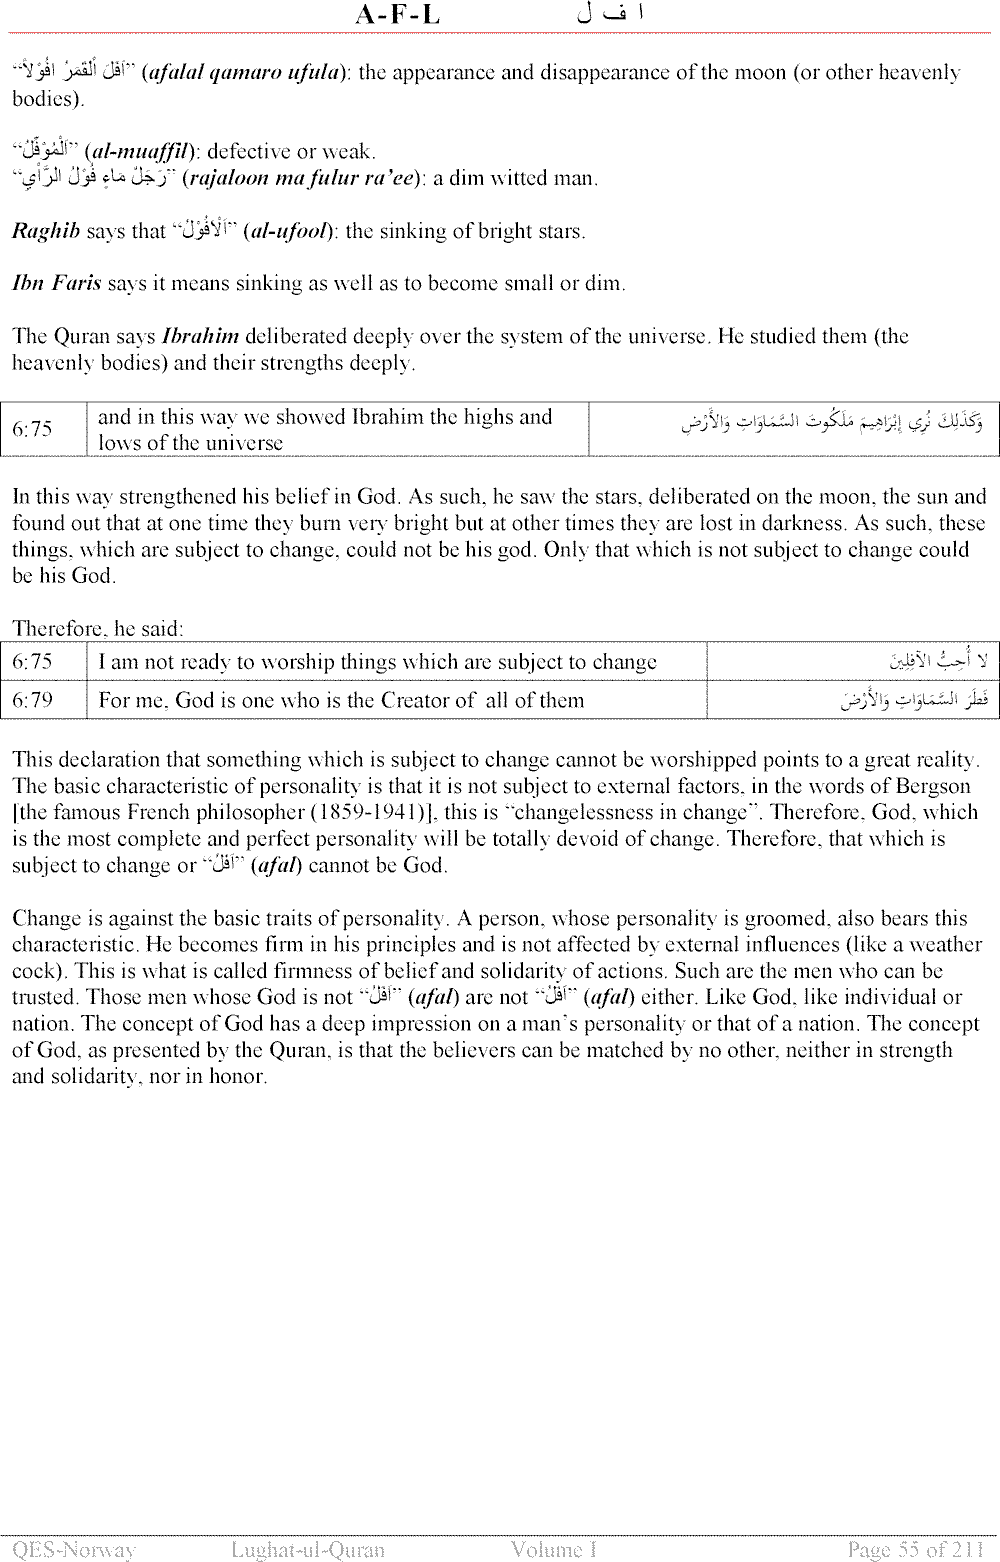 A-F-L ا ف ل
“اَفَلَ اُلْقَمَرُ افُوْلاً” (afalal qamaro ufula): the appearance and disappearance of the moon (or other heavenly
bodies).
“اَلْمُوَفِّلُ” (al-muaffil): defective or weak.
“رَجَلٌ مَاءٍ فُوْلُ الرَّأيِ” (rajaloon ma fulur ra’ee): a dim witted man.
Raghib says that “اَلْاُفُوْلُ” (al-ufool): the sinking of bright stars.
Ibn Faris says it means sinking as well as to become small or dim.
The Quran says Ibrahim deliberated deeply over the system of the universe. He studied them (the
heavenly bodies) and their strengths deeply.
6:75 and in this way we showed Ibrahim the highs and وَكَذَلِكَ نُرِي إِبْرَاهِيمَ مَلَكُوتَ السَّمَاوَاتِ وَالأَرْضِ
lows of the universe
In this way strengthened his belief in God. As such, he saw the stars, deliberated on the moon, the sun and
found out that at one time they burn very bright but at other times they are lost in darkness. As such, these
things, which are subject to change, could not be his god. Only that which is not subject to change could
be his God.
Therefore, he said:
6:75 I am not ready to worship things which are subject to change لا أُحِبُّ الآفِلِينَ
6:79 For me, God is one who is the Creator of all of them فَطَرَ السَّمَاوَاتِ وَالأَرْضَ
This declaration that something which is subject to change cannot be worshipped points to a great reality.
The basic characteristic of personality is that it is not subject to external factors, in the words of Bergson
[the famous French philosopher (1859-1941)], this is “changelessness in change”. Therefore, God, which
is the most complete and perfect personality will be totally devoid of change. Therefore, that which is
subject to change or “اَفَلُ” (afal) cannot be God.
Change is against the basic traits of personality. A person, whose personality is groomed, also bears this
characteristic. He becomes firm in his principles and is not affected by external influences (like a weather
cock). This is what is called firmness of belief and solidarity of actions. Such are the men who can be
trusted. Those men whose God is not “اَفَلُ” (afal) are not “اَفَلُ” (afal) either. Like God, like individual or
nation. The concept of God has a deep impression on a man’s personality or that of a nation. The concept
of God, as presented by the Quran, is that the believers can be matched by no other, neither in strength
and solidarity, nor in honor.
QES-Norway Lughat-ul-Quran Volume I Page 55 of 211